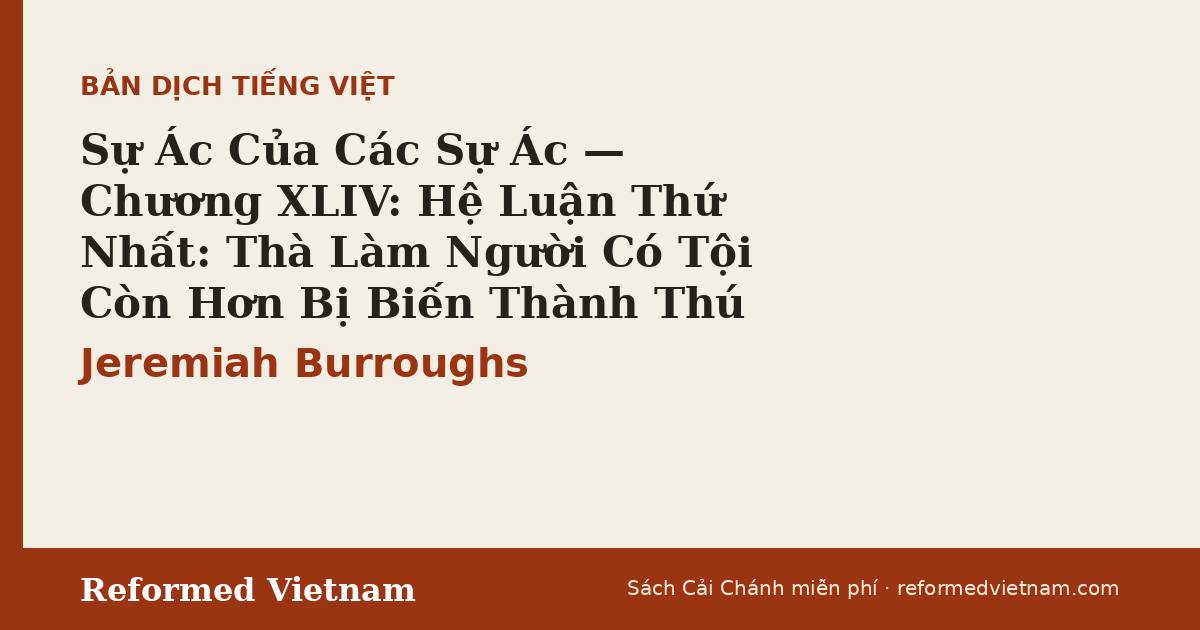 BẢN DỊCH TIẾNG VIỆT
Sự Ác Của Các Sự Ác —
Chương XLIV: Hệ Luận Thứ
Nhất: Thà Làm Người Có Tội
Còn Hơn Bị Biến Thành Thú
Jeremiah Burroughs
Reformed Vietnam
Sách Cải Chánh miễn phí · reformedvietnam.com